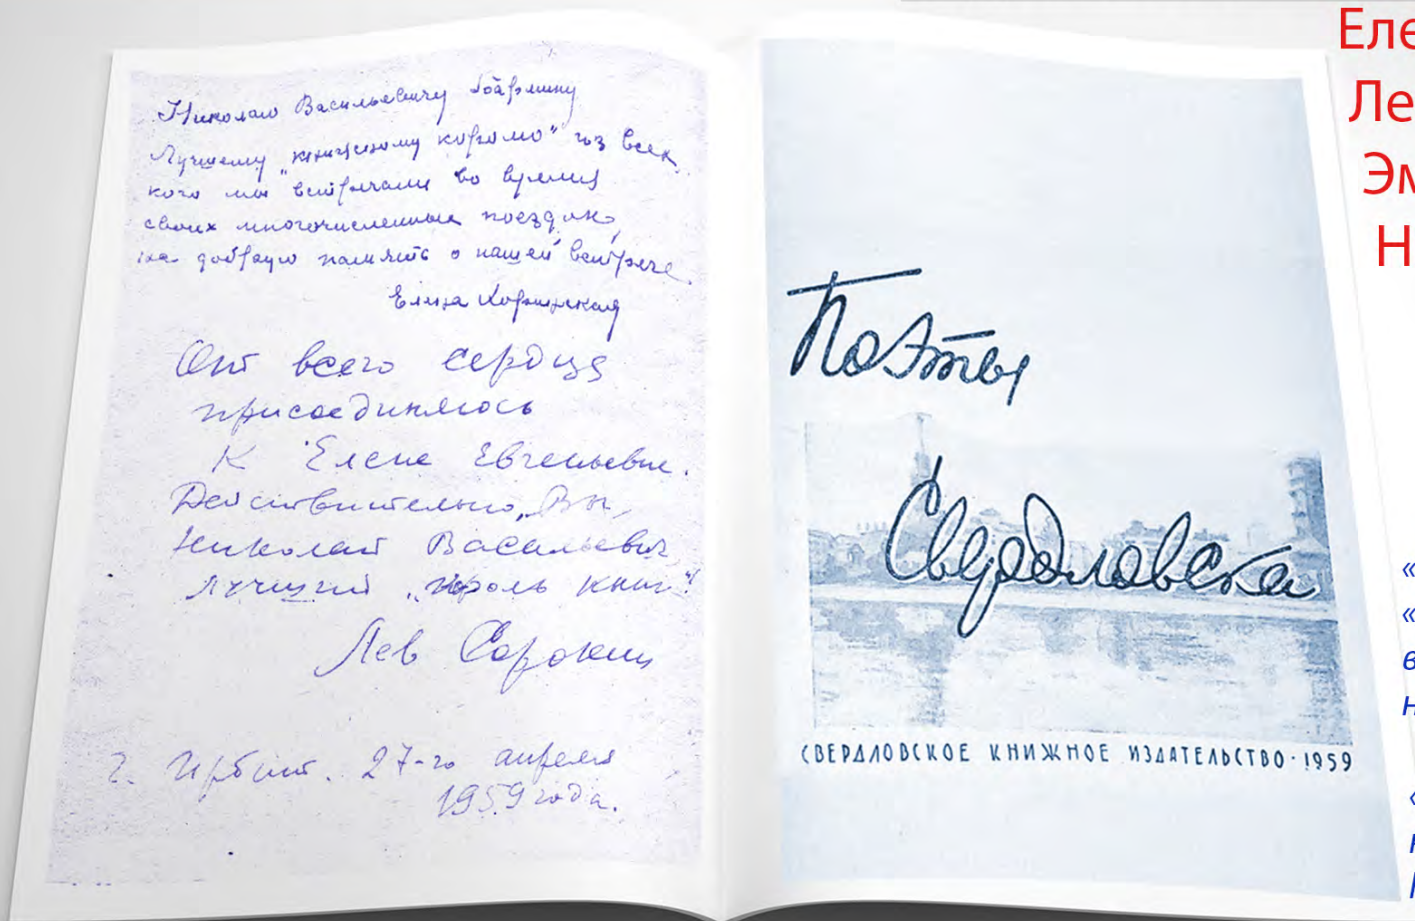 Николаю Васильевичу
Лучшему „книжному королю" из всех
кого мы встречали во время
своих многочисленных поездок,
на добрую память о нашей встрече
Елена Хоринская
От всего сердца
присоединяюсь
к Елене Евгеньевне.
Действительно, Вы,
Николай Васильевич
лучший „король книг"!
Лев Сорокин
г. Ирбит. 27-го апреля
1959 года.
Поэты
Свердловска
СВЕРДЛОВСКОЕ КНИЖНОЕ ИЗДАТЕЛЬСТВО · 1959
Еле
Ле
Эм
Н
«
«
в
н
«